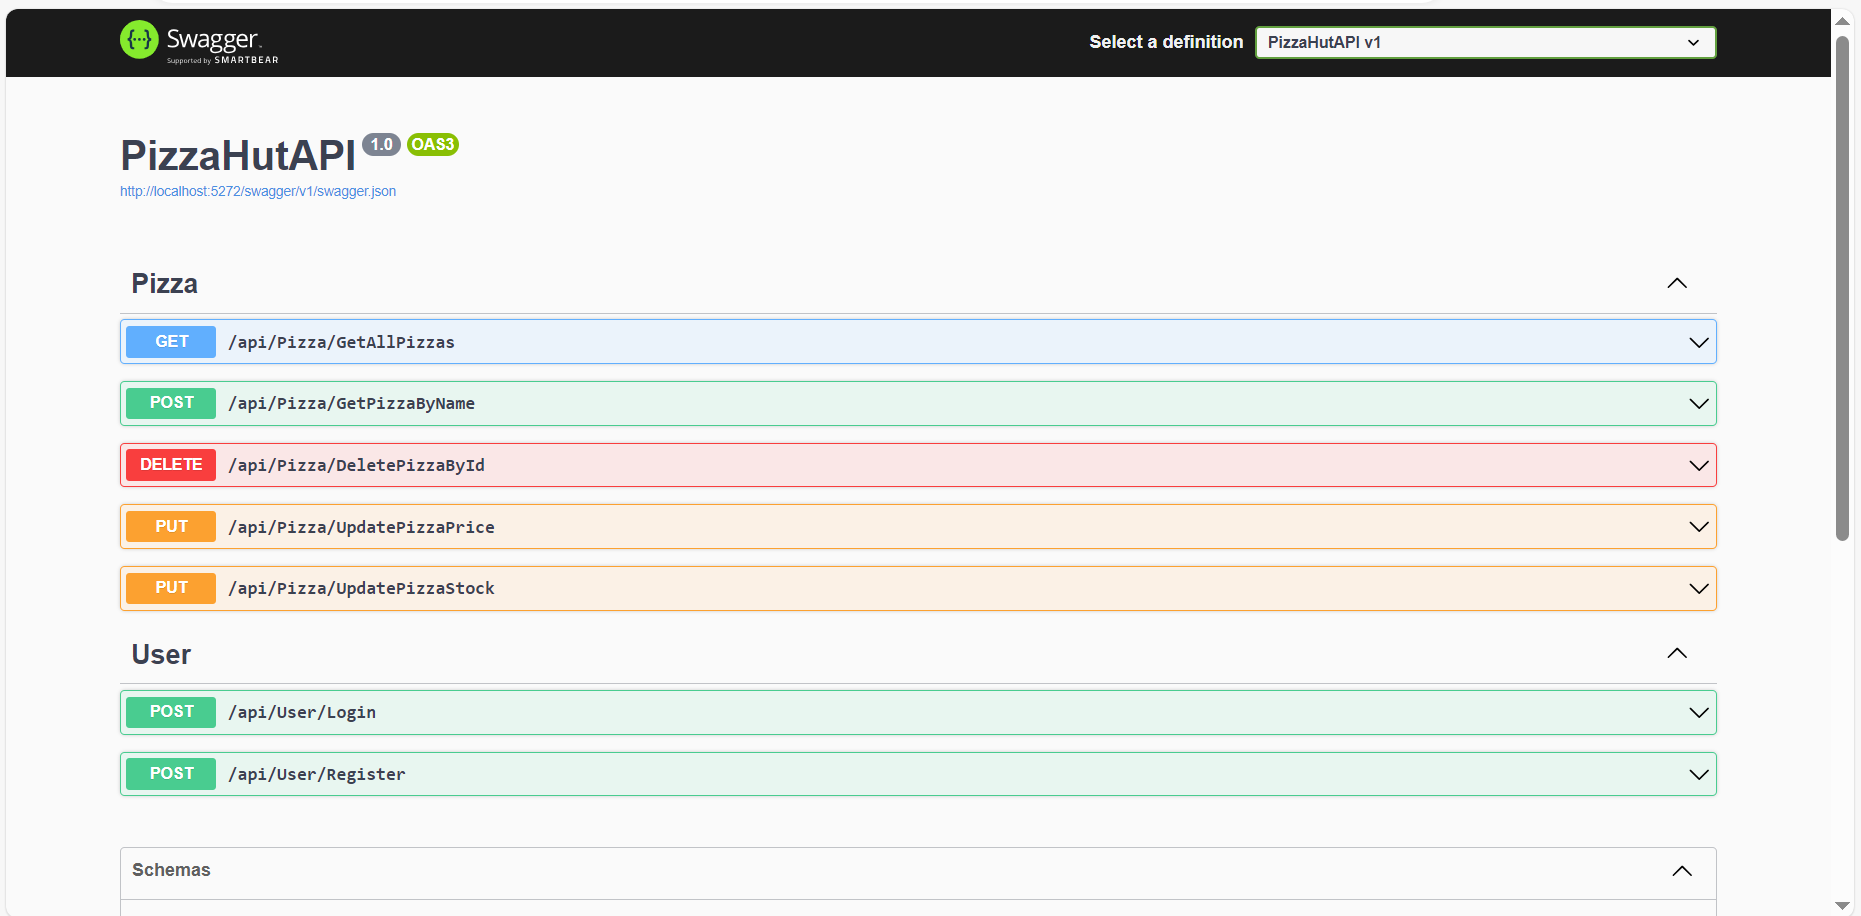 Swagger
Supported by SMARTBEAR
Select a definition
PizzaHutAPI v1
PizzaHutAPI 1.0 OAS3
http://localhost:5272/swagger/v1/swagger.json
Pizza
GET /api/Pizza/GetAllPizzas
POST /api/Pizza/GetPizzaByName
DELETE /api/Pizza/DeletePizzaById
PUT /api/Pizza/UpdatePizzaPrice
PUT /api/Pizza/UpdatePizzaStock
User
POST /api/User/Login
POST /api/User/Register
Schemas